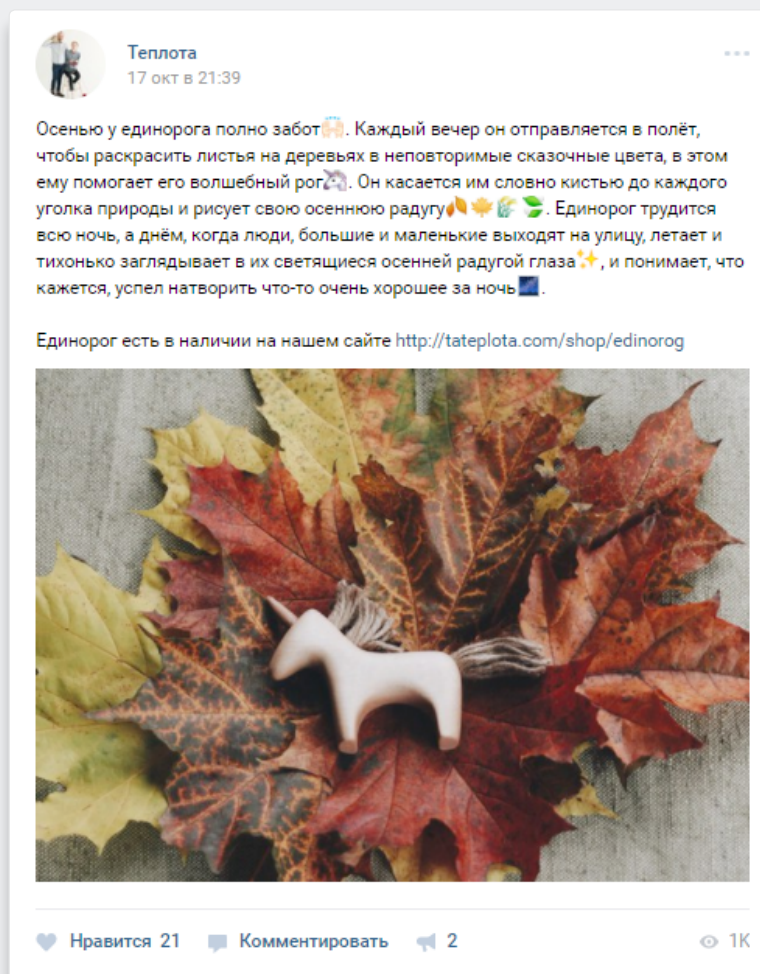 Теплота
17 окт в 21:39
Осенью у единорога полно забот🙌🏻. Каждый вечер он отправляется в полёт,
чтобы раскрасить листья на деревьях в неповторимые сказочные цвета, в этом
ему помогает его волшебный рог🦄. Он касается им словно кистью до каждого
уголка природы и рисует свою осеннюю радугу🍂🍁🌾🍃. Единорог трудится
всю ночь, а днём, когда люди, большие и маленькие выходят на улицу, летает и
тихонько заглядывает в их светящиеся осенней радугой глаза✨, и понимает, что
кажется, успел натворить что-то очень хорошее за ночь🌌.
Единорог есть в наличии на нашем сайте http://tateplota.com/shop/edinorog
Нравится 21 Комментировать 2 1K